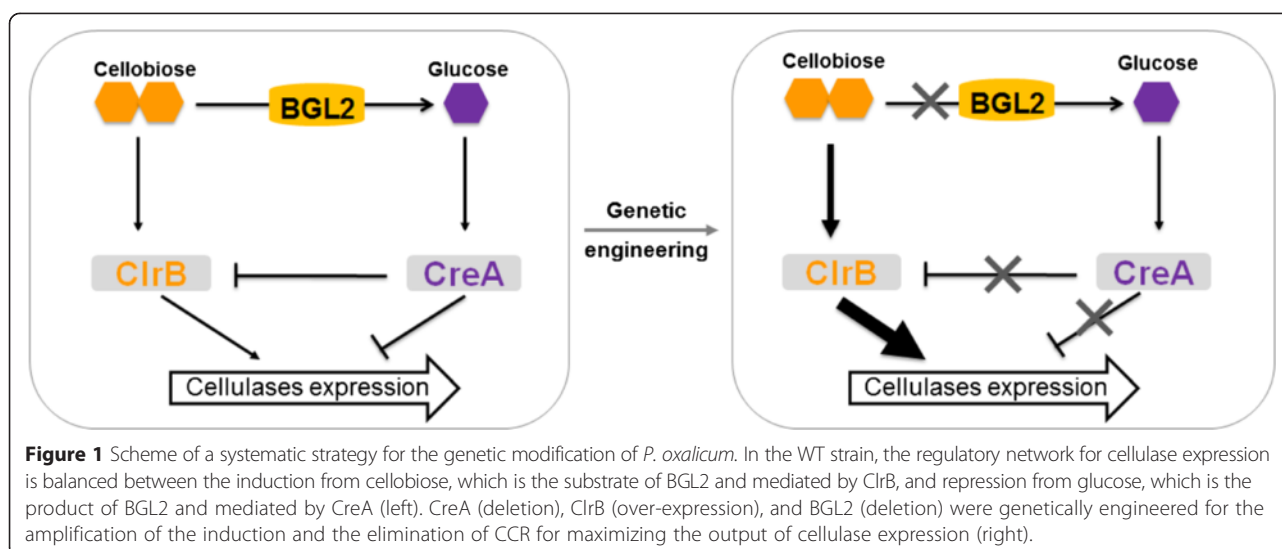 Cellobiose
Glucose
BGL2
ClrB
CreA
Cellulases expression
Genetic
engineering
Cellobiose
Glucose
BGL2
ClrB
CreA
Cellulases expression
Figure 1 Scheme of a systematic strategy for the genetic modification of P. oxalicum. In the WT strain, the regulatory network for cellulase expression
is balanced between the induction from cellobiose, which is the substrate of BGL2 and mediated by ClrB, and repression from glucose, which is the
product of BGL2 and mediated by CreA (left). CreA (deletion), ClrB (over-expression), and BGL2 (deletion) were genetically engineered for the
amplification of the induction and the elimination of CCR for maximizing the output of cellulase expression (right).